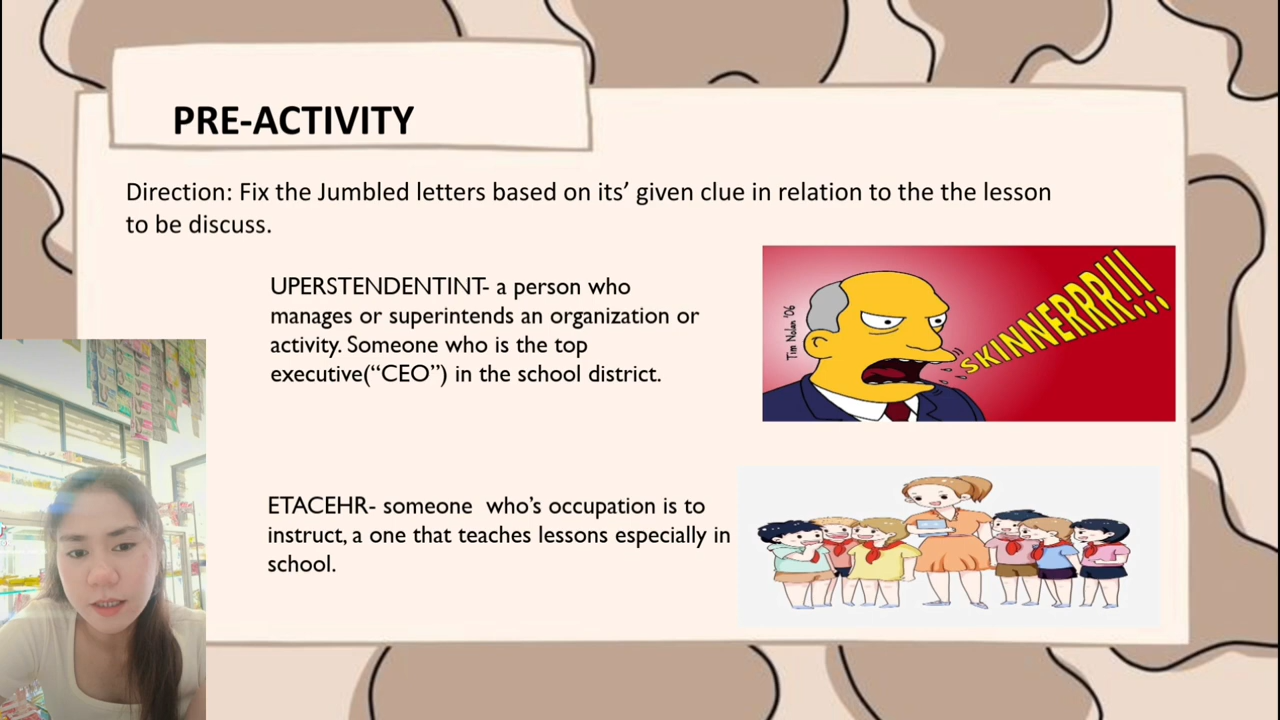 PRE-ACTIVITY
Direction: Fix the Jumbled letters based on its’ given clue in relation to the the lesson
to be discuss.
UPERSTENDENTINT- a person who
manages or superintends an organization or
activity. Someone who is the top
executive(“CEO”) in the school district.
Tim Nolan '06
SKINNERRR!!!
ETACEHR- someone who’s occupation is to
instruct, a one that teaches lessons especially in
school.